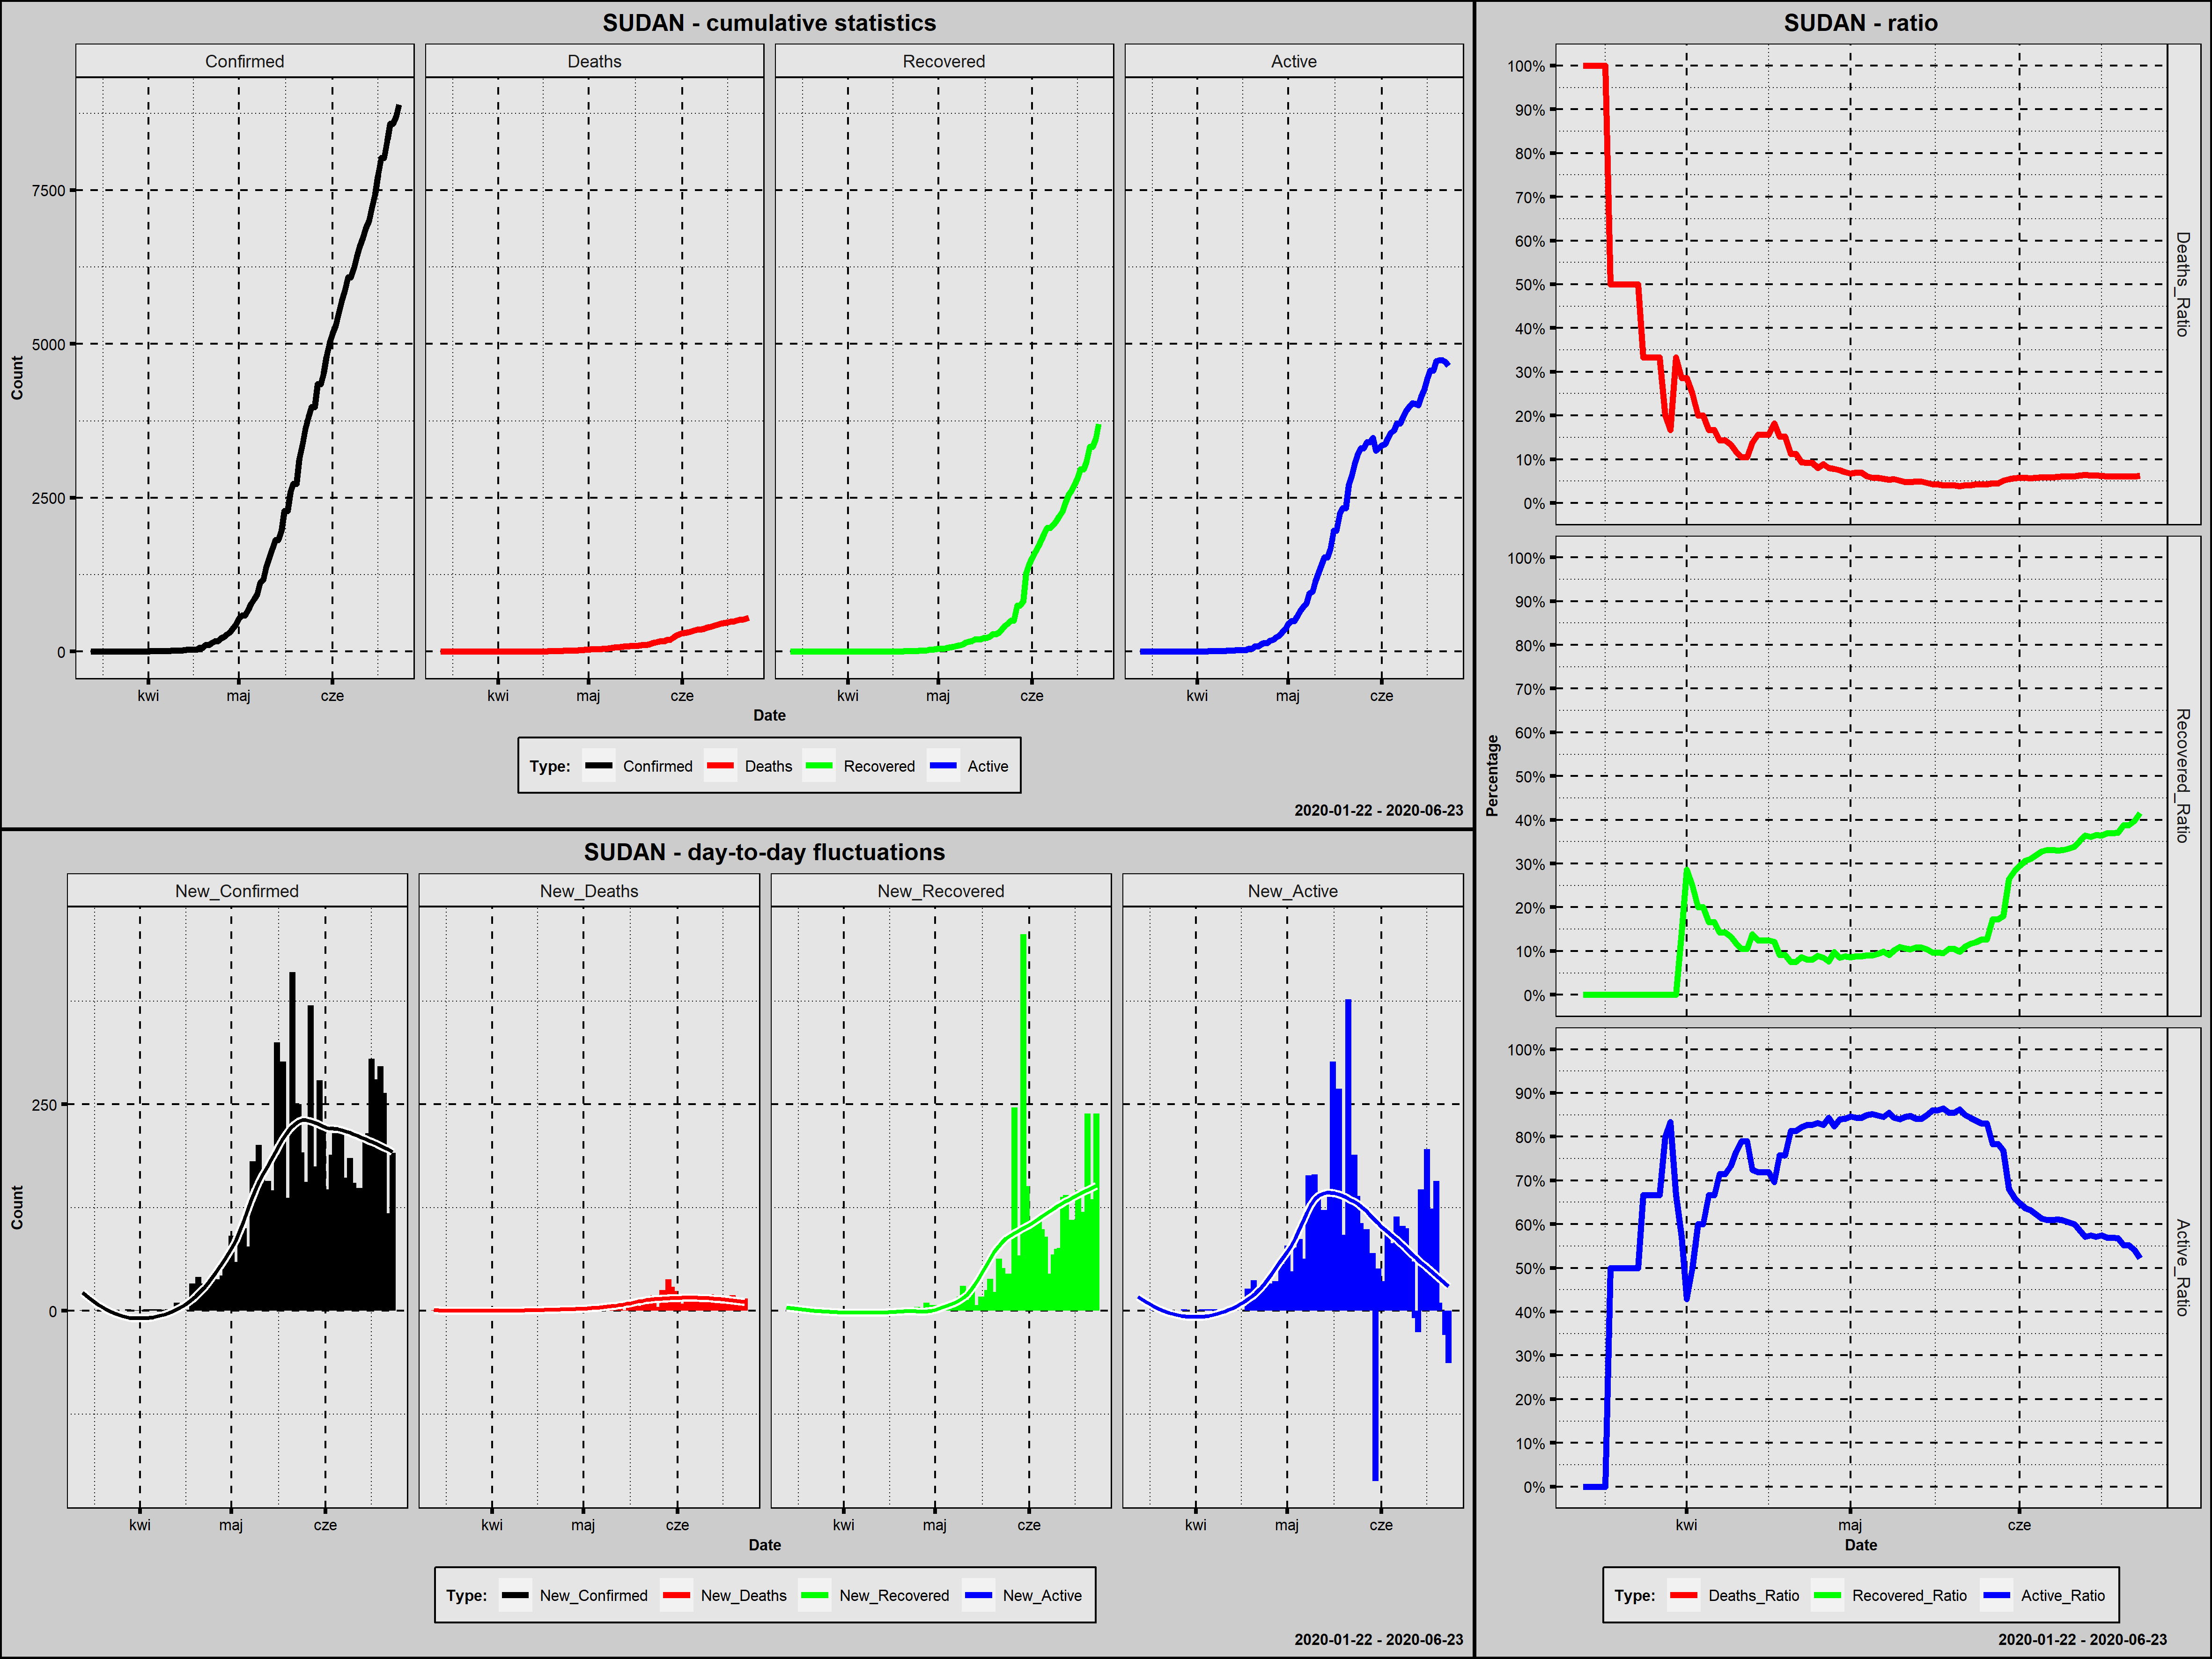 SUDAN - cumulative statistics
Confirmed Deaths Recovered Active
7500
5000
2500
0
Count
kwi maj cze kwi maj cze kwi maj cze kwi maj cze
Date
Type: Confirmed Deaths Recovered Active
2020-01-22 - 2020-06-23
SUDAN - day-to-day fluctuations
New_Confirmed New_Deaths New_Recovered New_Active
250
0
Count
kwi maj cze kwi maj cze kwi maj cze kwi maj cze
Date
Type: New_Confirmed New_Deaths New_Recovered New_Active
2020-01-22 - 2020-06-23
SUDAN - ratio
100%
90%
80%
70%
60%
50%
40%
30%
20%
10%
0%
Deaths_Ratio
100%
90%
80%
70%
60%
50%
40%
30%
20%
10%
0%
Recovered_Ratio
Percentage
100%
90%
80%
70%
60%
50%
40%
30%
20%
10%
0%
Active_Ratio
kwi maj cze
Date
Type: Deaths_Ratio Recovered_Ratio Active_Ratio
2020-01-22 - 2020-06-23